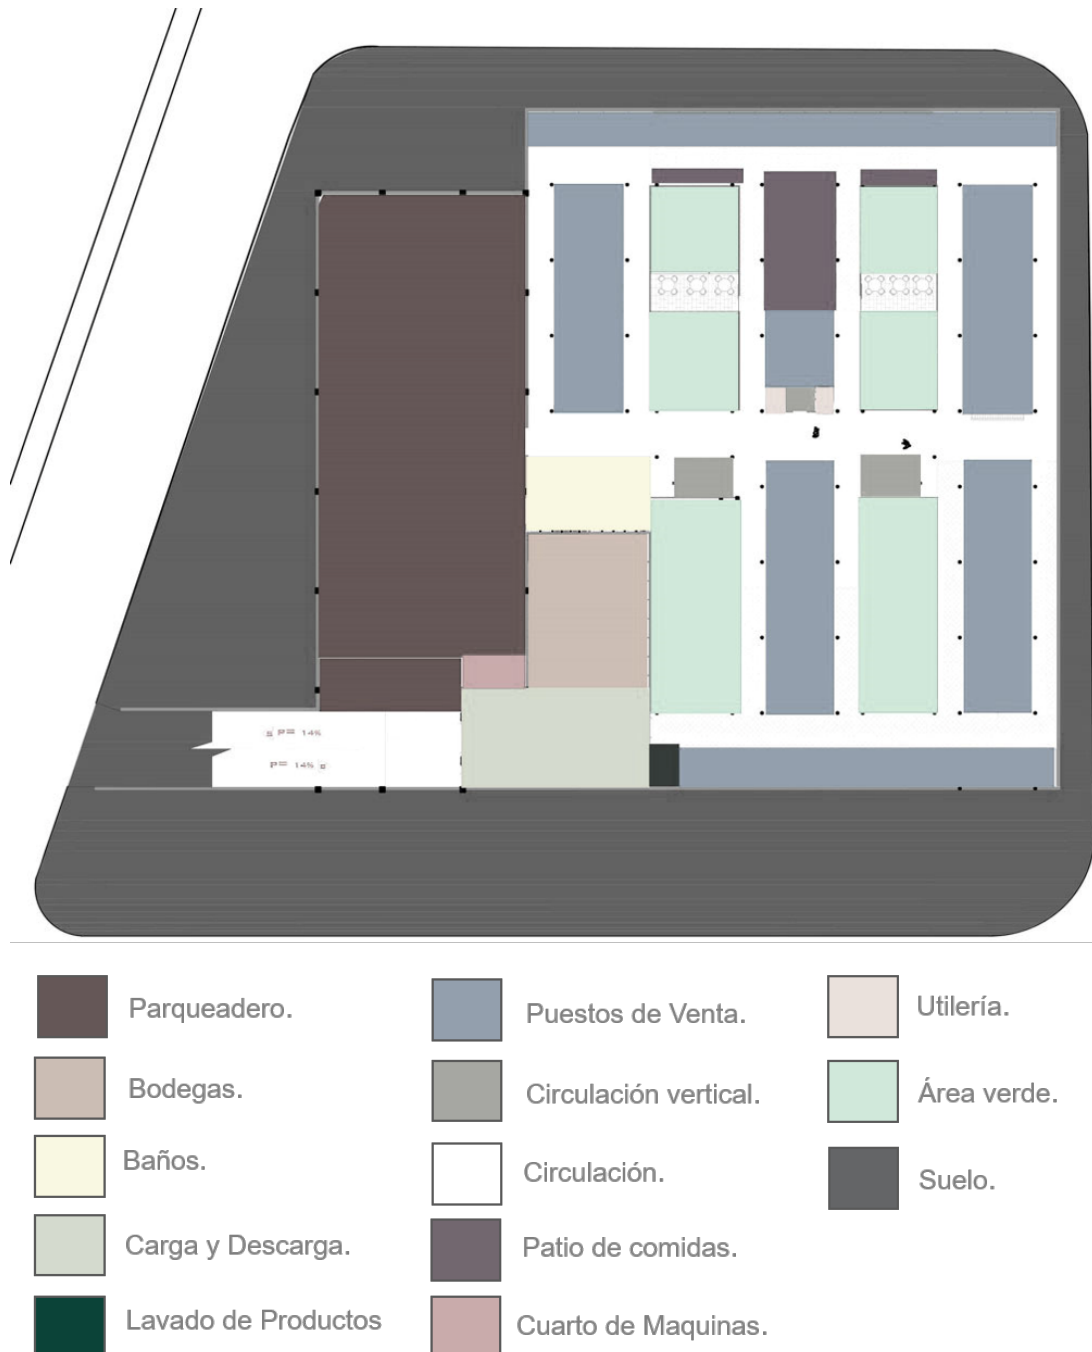 S P= 14%
P= 14% B
Parqueadero.
Puestos de Venta.
Utilería.
Bodegas.
Circulación vertical.
Área verde.
Baños.
Circulación.
Suelo.
Carga y Descarga.
Patio de comidas.
Lavado de Productos
Cuarto de Maquinas.